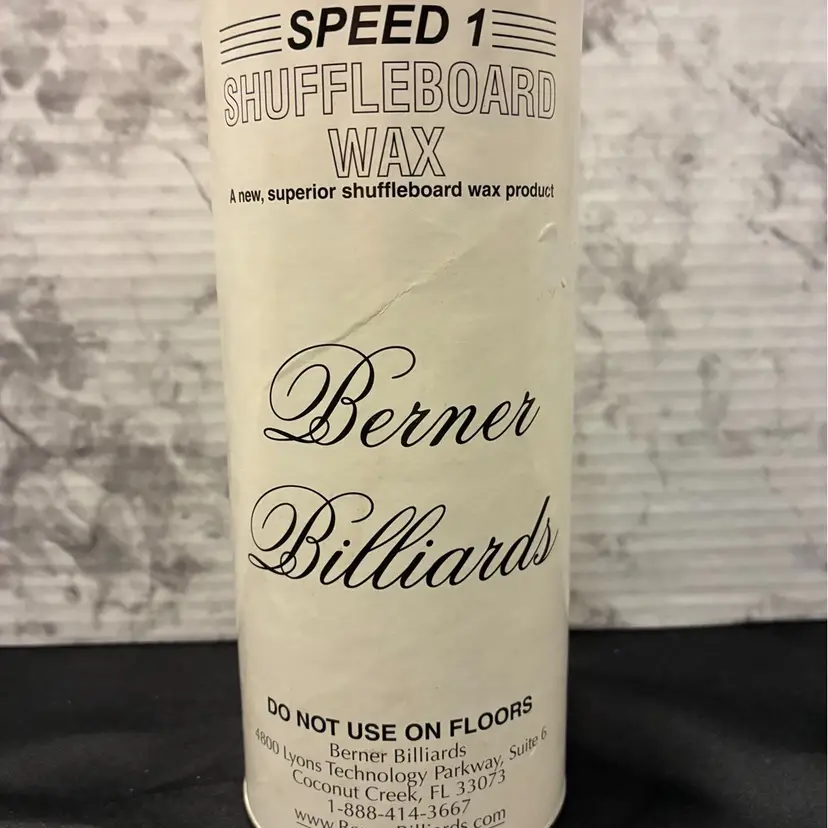 SPEED 1
SHUFFLEBOARD
WAX
A new, superior shuffleboard wax product
Berner
Billiards
DO NOT USE ON FLOORS
Berner Billiards
4800 Lyons Technology Parkway, Suite 6
Coconut Creek, FL 33073
1-888-414-3667